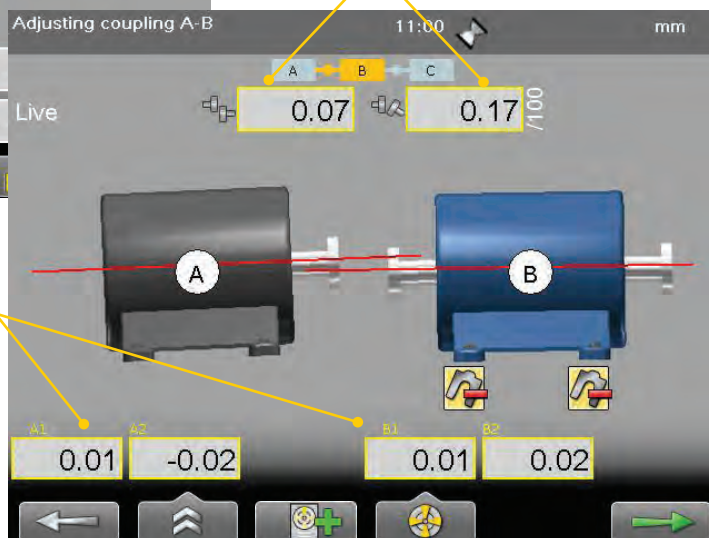 Adjusting coupling A-B 11:00 mm
A B C
Live 0.07 0.17 /100
A B
A1 A2 B1 B2
0.01 -0.02 0.01 0.02